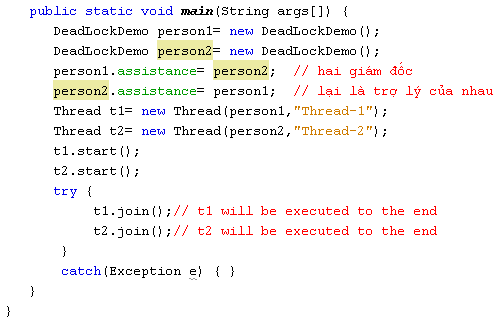 public static void main(String args[]) {
DeadLockDemo person1= new DeadLockDemo();
DeadLockDemo person2= new DeadLockDemo();
person1.assistance= person2;  // hai giám đốc
person2.assistance= person1;  // lại là trợ lý của nhau
Thread t1= new Thread(person1,"Thread-1");
Thread t2= new Thread(person2,"Thread-2");
t1.start();
t2.start();
try {
t1.join();// t1 will be executed to the end
t2.join();// t2 will be executed to the end
}
catch(Exception e) { }
}
}